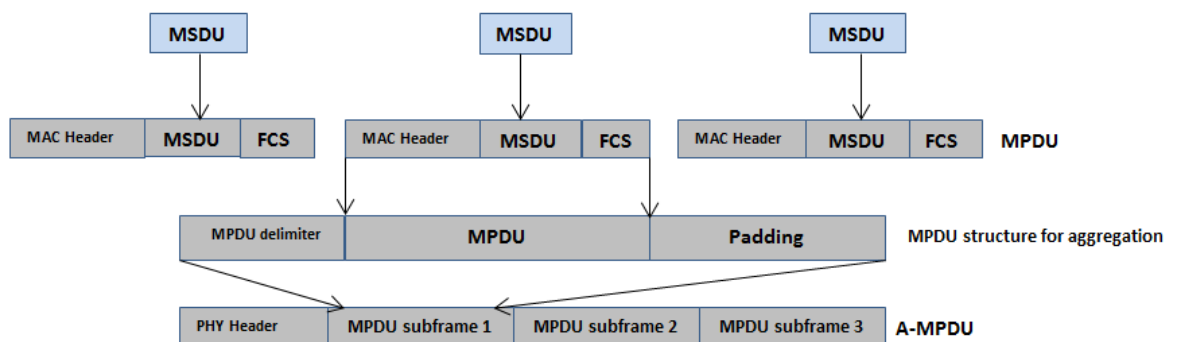 MSDU MSDU MSDU
MAC Header MSDU FCS MAC Header MSDU FCS MAC Header MSDU FCS MPDU
MPDU delimiter MPDU Padding MPDU structure for aggregation
PHY Header MPDU subframe 1 MPDU subframe 2 MPDU subframe 3 A-MPDU